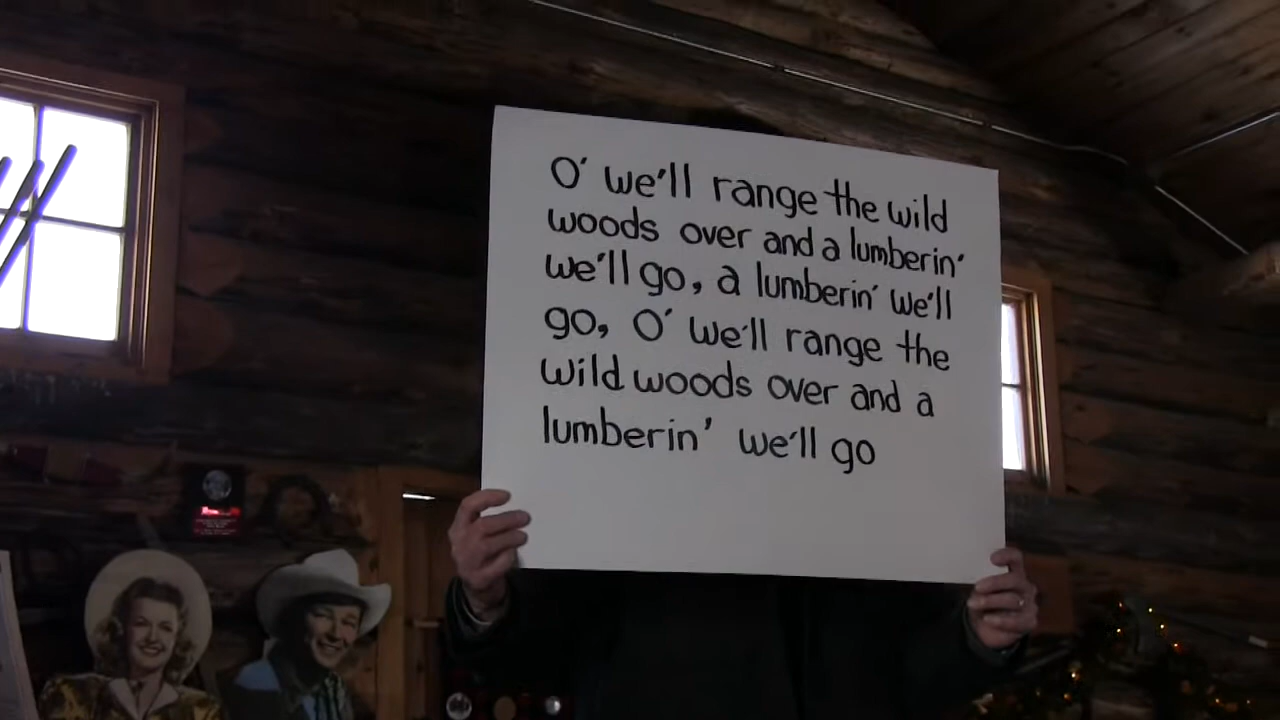 O' we'll range the wild
woods over and a lumberin'
we'll go, a lumberin' we'll
go, O' we'll range the
wild woods over and a
lumberin' we'll go